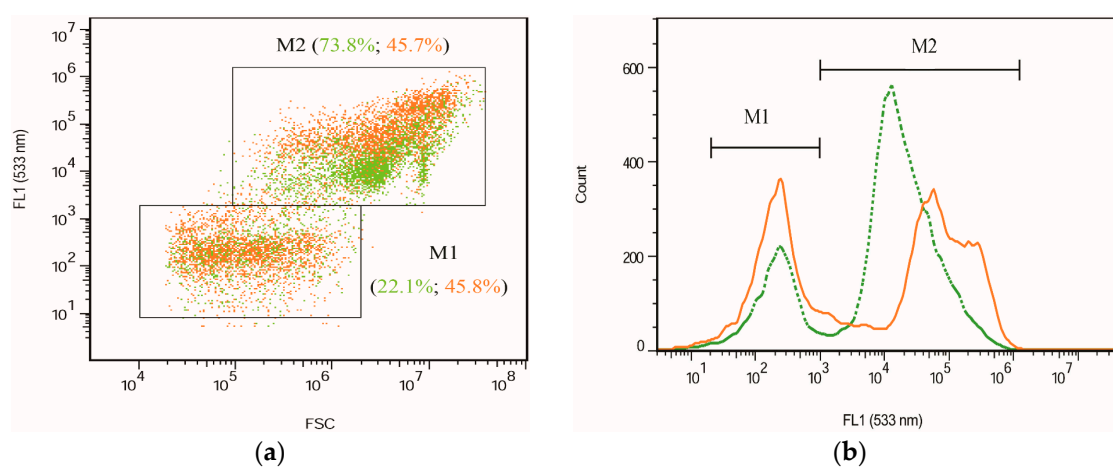 M2 (73.8%; 45.7%)
10^7
10^6
10^5
10^4
10^3
10^2
10^1
FL1 (533 nm)
M1
(22.1%; 45.8%)
10^4 10^5 10^6 10^7 10^8
FSC
(a)
M2
M1
600
400
200
0
Count
10^1 10^2 10^3 10^4 10^5 10^6 10^7
FL1 (533 nm)
(b)